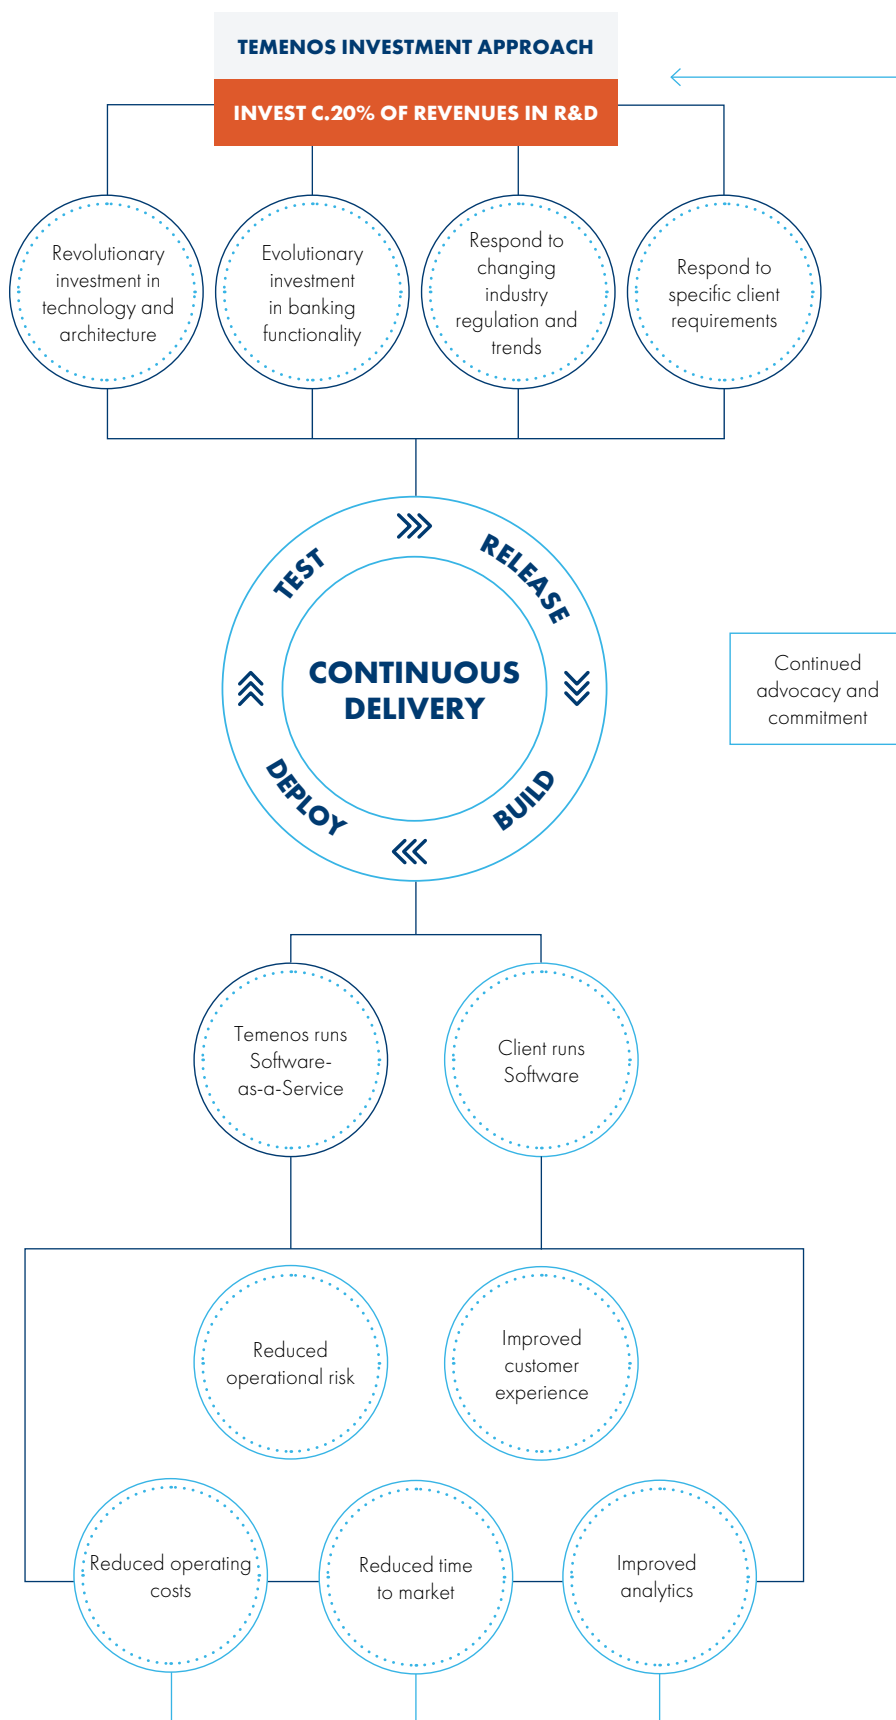 TEMENOS INVESTMENT APPROACH
INVEST C.20% OF REVENUES IN R&D
Revolutionary
investment in
technology and
architecture
Evolutionary
investment
in banking
functionality
Respond to
changing
industry
regulation and
trends
Respond to
specific client
requirements
TEST
RELEASE
CONTINUOUS
DELIVERY
DEPLOY
BUILD
Continued
advocacy and
commitment
Temenos runs
Software-
as-a-Service
Client runs
Software
Reduced
operational risk
Improved
customer
experience
Reduced operating
costs
Reduced time
to market
Improved
analytics